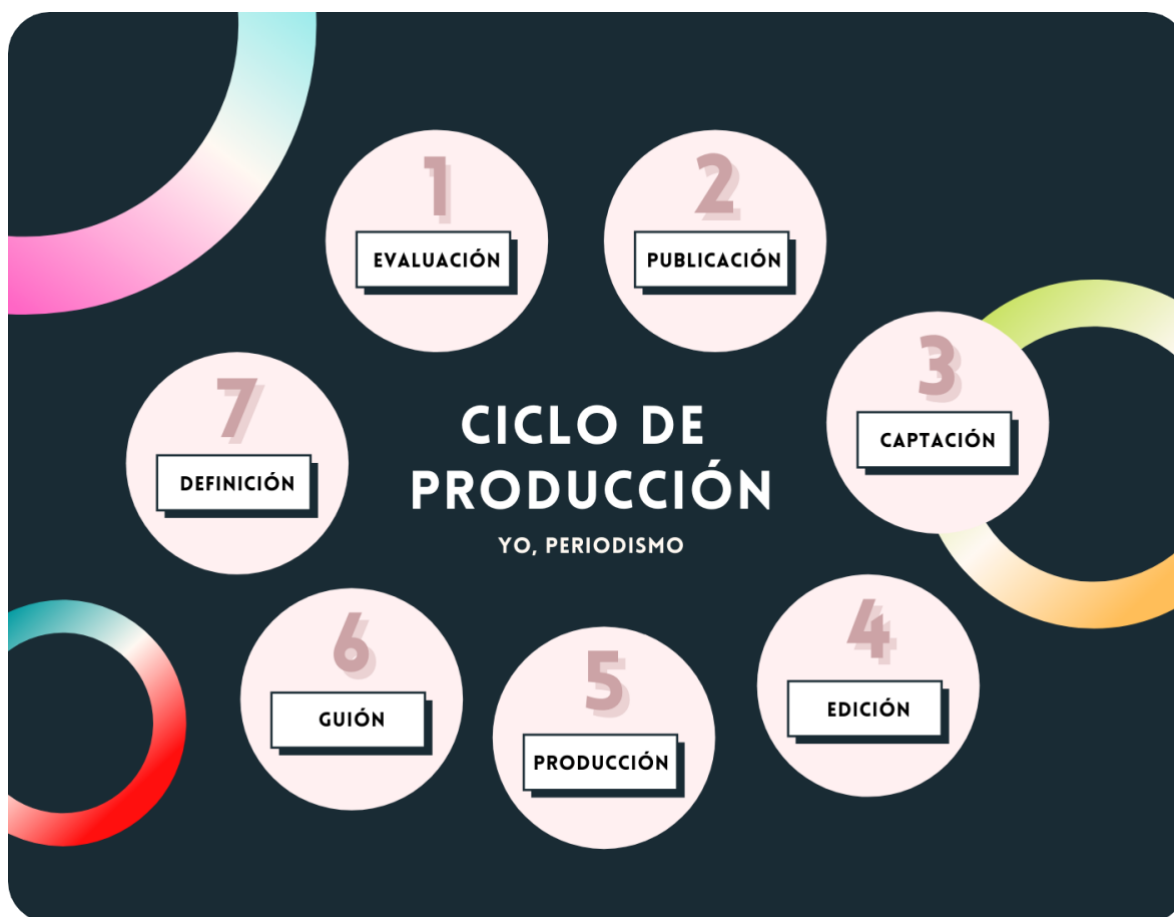 1
EVALUACIÓN
2
PUBLICACIÓN
3
CAPTACIÓN
7
DEFINICIÓN
CICLO DE
PRODUCCIÓN
YO, PERIODISMO
6
GUIÓN
5
PRODUCCIÓN
4
EDICIÓN